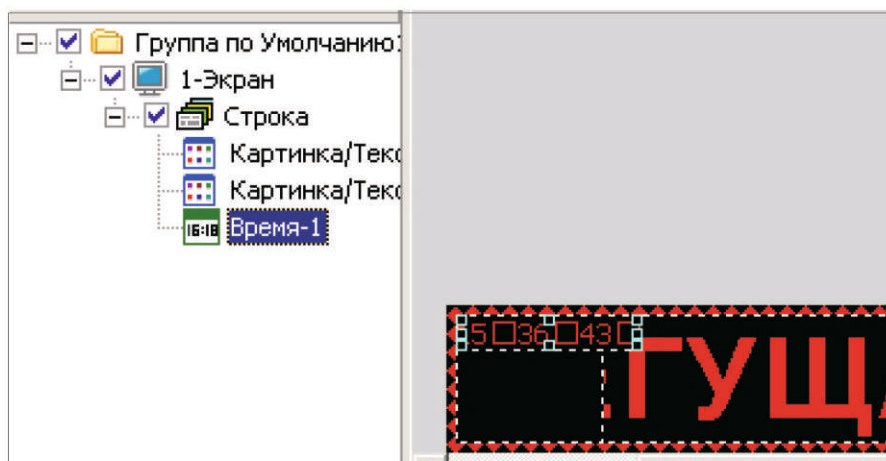 Группа по Умолчанию
1-Экран
Строка
Картинка/Текс
Картинка/Текс
Время-1
5□36□43□
ГУЩ